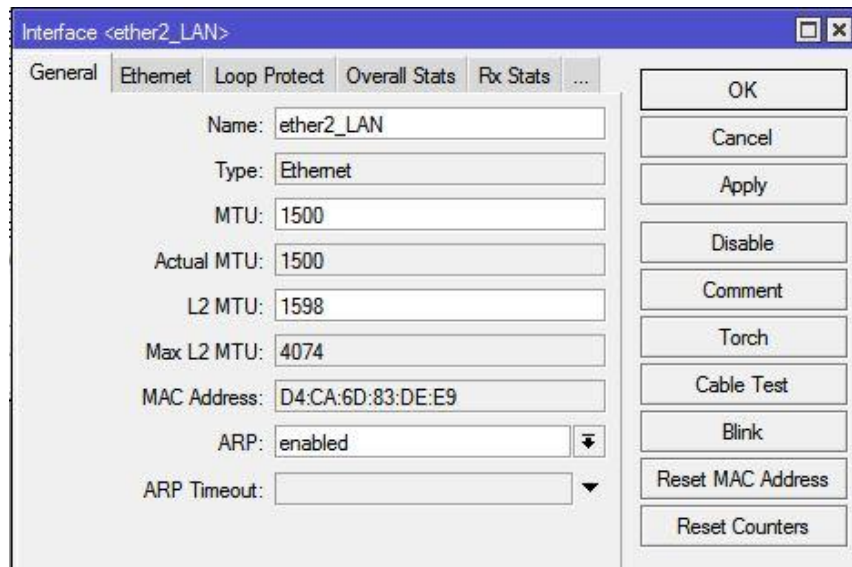 Interface <ether2_LAN>
General Ethernet Loop Protect Overall Stats Rx Stats ...
Name: ether2_LAN
Type: Ethernet
MTU: 1500
Actual MTU: 1500
L2 MTU: 1598
Max L2 MTU: 4074
MAC Address: D4:CA:6D:83:DE:E9
ARP: enabled
ARP Timeout:
OK
Cancel
Apply
Disable
Comment
Torch
Cable Test
Blink
Reset MAC Address
Reset Counters